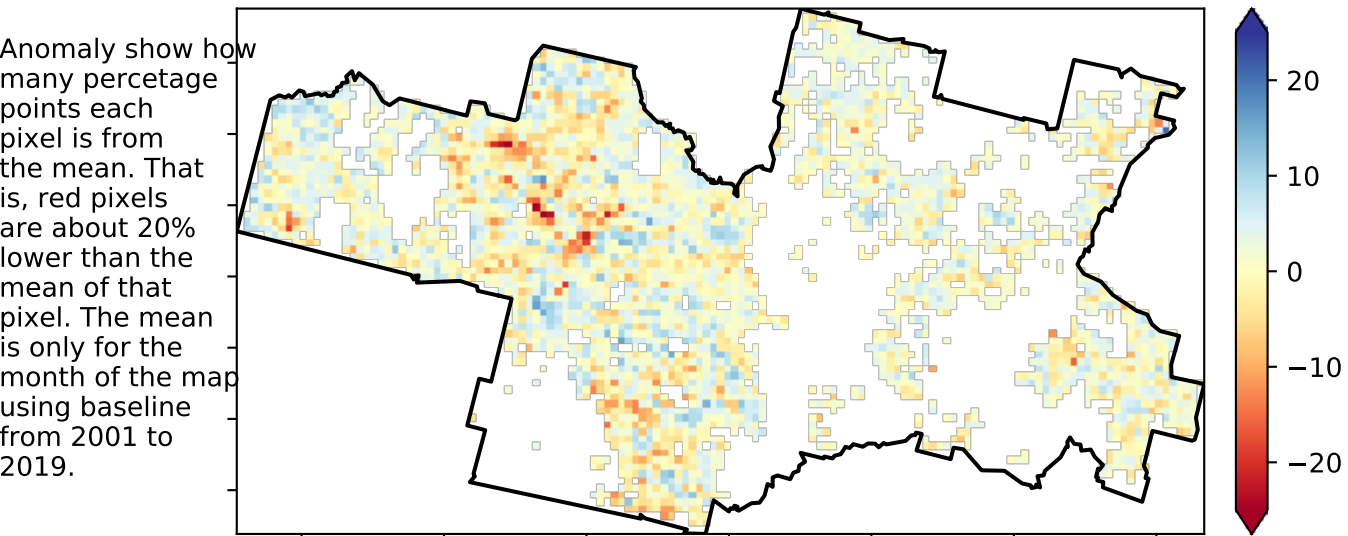 Anomaly show how
many percetage
points each
pixel is from
the mean. That
is, red pixels
are about 20%
lower than the
mean of that
pixel. The mean
is only for the
month of the map
using baseline
from 2001 to
2019.
20
10
0
−10
−20